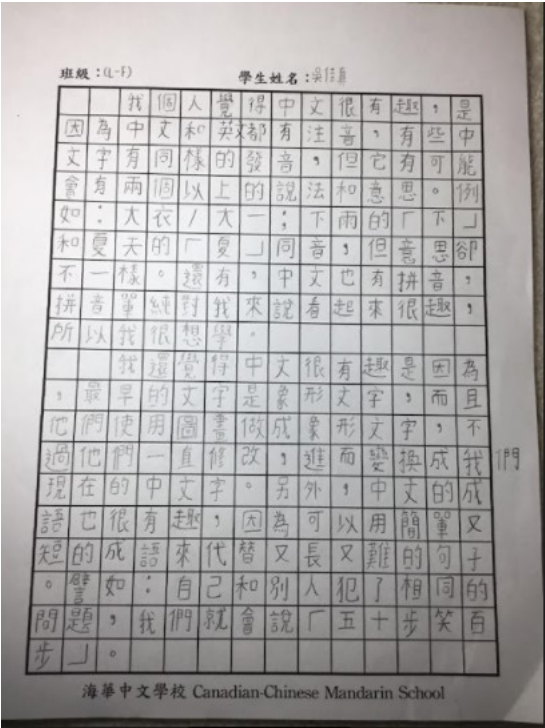 班級：(L-F) 學生姓名：吳佳真
我個人覺得中文很有趣，是
因為中文和英文都有注音，有些中
文字有同樣的發音，但它有可能
會有兩個以上的說法和意思。例
如：大衣/大一；下雨的「下」
和夏天的「夏」同音，但意思卻
不一樣。還有，中文也有拼音，
拼音單純對我來說看起來很趣，
所以我很想學。
我還覺得中文很有趣是因為
，最早的文字是象形文字，而且
他們使用圖畫做成象形文字，不
過他們一直修改，進而變換成我們
現在的中文字。另外，中文的成
語也很有趣，因為可以用簡單又
短的成語來代替又長又難的句子
。譬如：自己和別人犯了相同的
問題，我們就會說「五十步笑百
步」。
海華中文學校 Canadian-Chinese Mandarin School